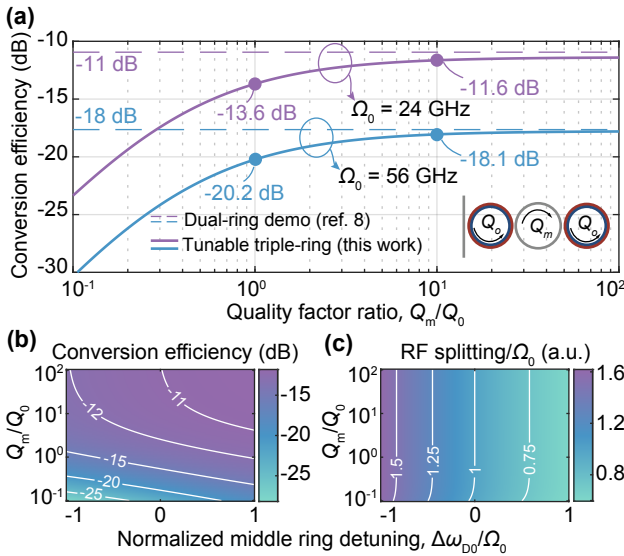 (a)
Conversion efficiency (dB)
-10
-15
-20
-25
-30
-11 dB
-18 dB
-13.6 dB
-11.6 dB
Ω₀ = 24 GHz
-20.2 dB
-18.1 dB
Ω₀ = 56 GHz
Dual-ring demo (ref. 8)
Tunable triple-ring (this work)
Qₒ Qₘ Qₒ
10⁻¹ 10⁰ 10¹ 10²
Quality factor ratio, Qₘ/Q₀
(b) Conversion efficiency (dB)
Qₘ/Q₀
10²
10¹
10⁰
10⁻¹
-11
-12
-15
-20
-25
-15
-20
-25
-1 0 1
(c) RF splitting/Ω₀ (a.u.)
Qₘ/Q₀
10²
10¹
10⁰
10⁻¹
1.5 1.25 1 0.75
1.6
1.2
0.8
-1 0 1
Normalized middle ring detuning, Δω_D0/Ω₀